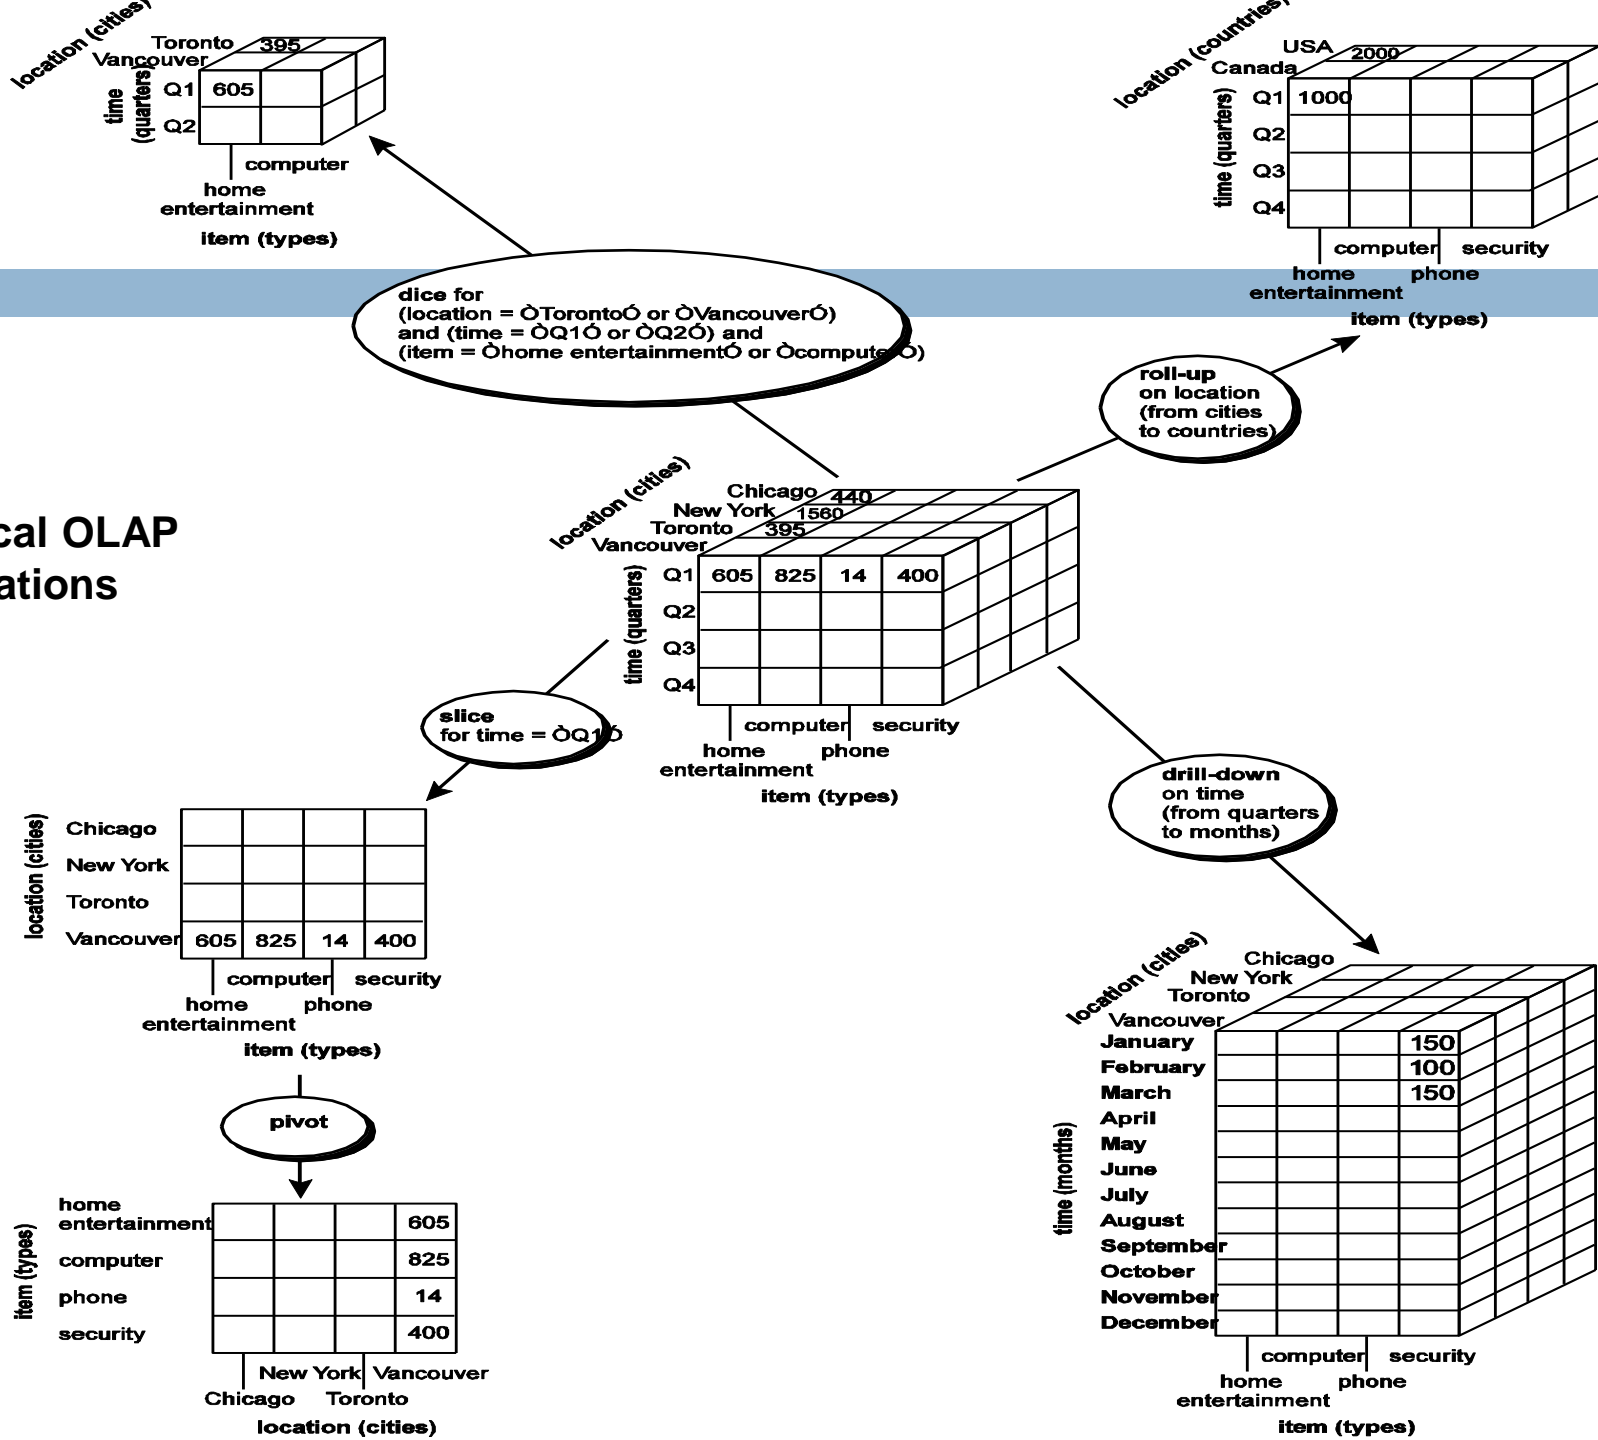 location (cities)
Toronto 395
Vancouver
time
(quarters)
Q1 605
Q2
computer
home
entertainment
item (types)
location (countries)
USA 2000
Canada
time (quarters)
Q1 1000
Q2
Q3
Q4
computer security
home phone
entertainment
item (types)
dice for
(location = ÒTorontoÓ or ÒVancouverÓ)
and (time = ÒQ1Ó or ÒQ2Ó) and
(item = Òhome entertainmentÓ or ÒcomputerÓ)
roll-up
on location
(from cities
to countries)
cal OLAP
ations
location (cities)
Chicago 440
New York 1560
Toronto 395
Vancouver
time (quarters)
Q1 605 825 14 400
Q2
Q3
Q4
computer security
home phone
entertainment
item (types)
slice
for time = ÒQ1Ó
drill-down
on time
(from quarters
to months)
location (cities)
Chicago
New York
Toronto
Vancouver 605 825 14 400
computer security
home phone
entertainment
item (types)
pivot
item (types)
home
entertainment 605
computer 825
phone 14
security 400
New York Vancouver
Chicago Toronto
location (cities)
location (cities)
Chicago
New York
Toronto
Vancouver
time (months)
January 150
February 100
March 150
April
May
June
July
August
September
October
November
December
computer security
home phone
entertainment
item (types)